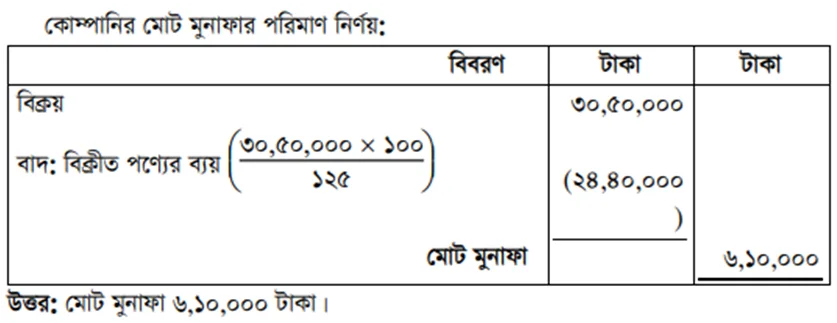 কোম্পানির মোট মুনাফার পরিমাণ নির্ণয়:
বিবরণ টাকা টাকা
বিক্রয় ৩০,৫০,০০০
বাদ: বিক্রীত পণ্যের ব্যয় (৩০,৫০,০০০ × ১০০ / ১২৫) (২৪,৪০,০০০
)
মোট মুনাফা ৬,১০,০০০
উত্তর: মোট মুনাফা ৬,১০,০০০ টাকা।